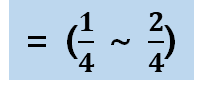 = (1/4 ~ 2/4)